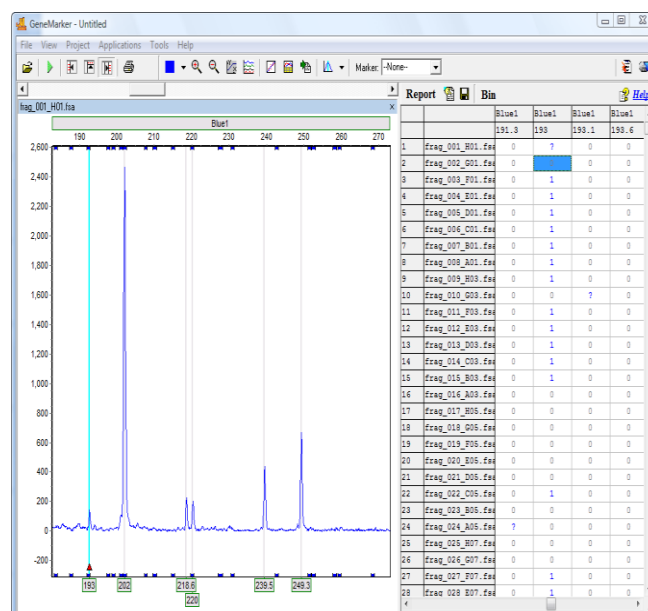 GeneMarker - Untitled
File View Project Applications Tools Help
Marker: --None--
frag_001_H01.fsa x
Blue1
190 200 210 220 230 240 250 260 270
2,600
2,400
2,200
2,000
1,800
1,600
1,400
1,200
1,000
800
600
400
200
0
-200
193 202 218.6 239.5 249.3
220
Report Bin Help
Blue1 Blue1 Blue1 Blue1
191.3 193 193.1 193.6
1 frag_001_H01.fsa 0 ? 0 0
2 frag_002_G01.fsa 0 0 0
3 frag_003_F01.fsa 0 1 0 0
4 frag_004_E01.fsa 0 1 0 0
5 frag_005_D01.fsa 0 1 0 0
6 frag_006_C01.fsa 0 1 0 0
7 frag_007_B01.fsa 0 1 0 0
8 frag_008_A01.fsa 0 1 0 0
9 frag_009_H03.fsa 0 1 0 0
10 frag_010_G03.fsa 0 0 ? 0
11 frag_011_F03.fsa 0 1 0 0
12 frag_012_E03.fsa 0 1 0 0
13 frag_013_D03.fsa 0 1 0 0
14 frag_014_C03.fsa 0 1 0 0
15 frag_015_B03.fsa 0 1 0 0
16 frag_016_A03.fsa 0 0 0 0
17 frag_017_H05.fsa 0 0 0 0
18 frag_018_G05.fsa 0 0 0 0
19 frag_019_F05.fsa 0 0 0 0
20 frag_020_E05.fsa 0 0 0 0
21 frag_021_D05.fsa 0 0 0 0
22 frag_022_C05.fsa 0 1 0 0
23 frag_023_B05.fsa 0 0 0 0
24 frag_024_A05.fsa ? 0 0 0
25 frag_025_H07.fsa 0 0 0 0
26 frag_026_G07.fsa 0 0 0 0
27 frag_027_F07.fsa 0 1 0 0
28 frag_028_E07.fsa 0 1 0 0